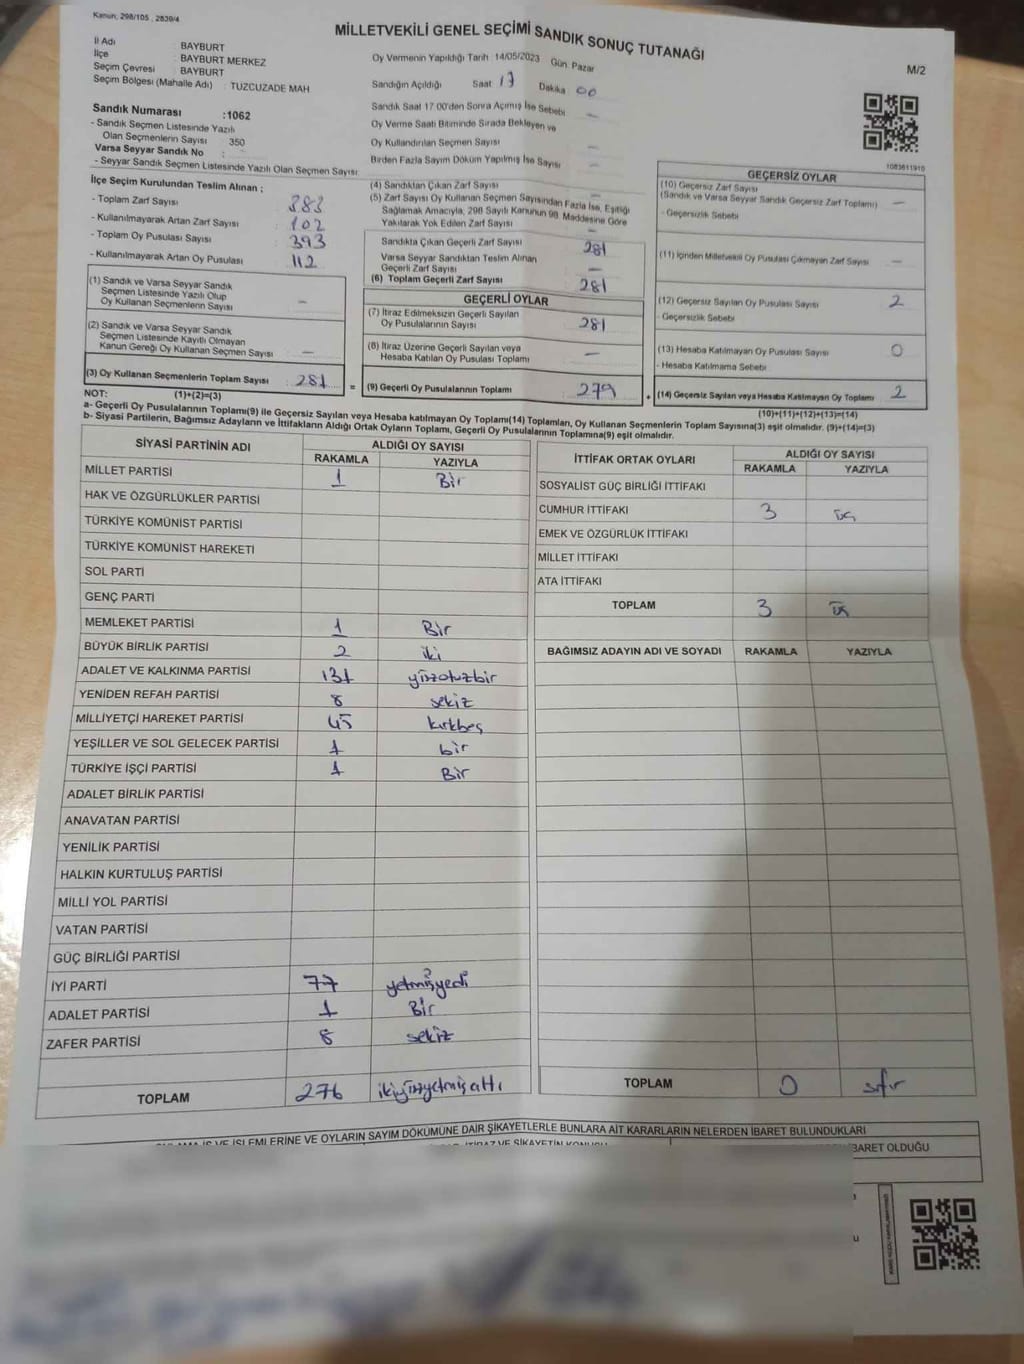 Kanun; 298/105 , 2839/4
MİLLETVEKİLİ GENEL SEÇİMİ SANDIK SONUÇ TUTANAĞI
M/2
İl Adı : BAYBURT
İlçe : BAYBURT MERKEZ
Seçim Çevresi : BAYBURT
Seçim Bölgesi (Mahalle Adı) : TUZCUZADE MAH
Oy Vermenin Yapıldığı Tarih 14/05/2023 Gün Pazar
Sandığın Açıldığı Saat 17 Dakika 00
Sandık Saat 17.00'den Sonra Açımış İse Sebebi –
Oy Verme Saati Bitiminde Sırada Bekleyen ve
Oy Kullandırılan Seçmen Sayısı –
Birden Fazla Sayım Döküm Yapılmış İse Sayısı –
Sandık Numarası :1062
- Sandık Seçmen Listesinde Yazılı
Olan Seçmenlerin Sayısı 350
Varsa Seyyar Sandık No :
- Seyyar Sandık Seçmen Listesinde Yazılı Olan Seçmen Sayısı:
1083611910
İlçe Seçim Kurulundan Teslim Alınan ;
- Toplam Zarf Sayısı : 383
- Kullanılmayarak Artan Zarf Sayısı : 102
- Toplam Oy Pusulası Sayısı : 393
- Kullanılmayarak Artan Oy Pusulası : 112
(1) Sandık ve Varsa Seyyar Sandık
Seçmen Listesinde Yazılı Olup
Oy Kullanan Seçmenlerin Sayısı –
(2) Sandık ve Varsa Seyyar Sandık
Seçmen Listesinde Kayıtlı Olmayan
Kanun Gereği Oy Kullanan Seçmen Sayısı –
(3) Oy Kullanan Seçmenlerin Toplam Sayısı : 281 =
(1)+(2)=(3)
(4) Sandıktan Çıkan Zarf Sayısı
(5) Zarf Sayısı Oy Kullanan Seçmen Sayısından Fazla İse, Eşitliği
Sağlamak Amacıyla, 298 Sayılı Kanunun 98. Maddesine Göre
Yakılarak Yok Edilen Zarf Sayısı –
Sandıkta Çıkan Geçerli Zarf Sayısı 281
Varsa Seyyar Sandıktan Teslim Alınan
Geçerli Zarf Sayısı –
(6) Toplam Geçerli Zarf Sayısı 281
GEÇERLİ OYLAR
(7) İtiraz Edilmeksizin Geçerli Sayılan
Oy Pusulalarının Sayısı 281
(8) İtiraz Üzerine Geçerli Sayılan veya
Hesaba Katılan Oy Pusulası Toplamı –
(9) Geçerli Oy Pusulalarının Toplamı 279 +
GEÇERSİZ OYLAR
(10) Geçersiz Zarf Sayısı
(Sandık ve Varsa Seyyar Sandık Geçersiz Zarf Toplamı) –
- Geçersizlik Sebebi
(11) İçinden Milletvekili Oy Pusulası Çıkmayan Zarf Sayısı –
(12) Geçersiz Sayılan Oy Pusulası Sayısı 2
- Geçersizlik Sebebi
(13) Hesaba Katılmayan Oy Pusulası Sayısı 0
- Hesaba Katılmama Sebebi
(14) Geçersiz Sayılan veya Hesaba Katılmayan Oy Toplamı 2
(10)+(11)+(12)+(13)=(14)
NOT:
a- Geçerli Oy Pusulalarının Toplamı(9) ile Geçersiz Sayılan veya Hesaba katılmayan Oy Toplamı(14) Toplamları, Oy Kullanan Seçmenlerin Toplam Sayısına(3) eşit olmalıdır. (9)+(14)=(3)
b- Siyasi Partilerin, Bağımsız Adayların ve İttifakların Aldığı Ortak Oyların Toplamı, Geçerli Oy Pusulalarının Toplamına(9) eşit olmalıdır.
SİYASİ PARTİNİN ADI ALDIĞI OY SAYISI
RAKAMLA YAZIYLA
MİLLET PARTİSİ 1 Bir
HAK VE ÖZGÜRLÜKLER PARTİSİ
TÜRKİYE KOMÜNİST PARTİSİ
TÜRKİYE KOMÜNİST HAREKETİ
SOL PARTİ
GENÇ PARTİ
MEMLEKET PARTİSİ 1 Bir
BÜYÜK BİRLİK PARTİSİ 2 iki
ADALET VE KALKINMA PARTİSİ 131 yüzotuzbir
YENİDEN REFAH PARTİSİ 8 sekiz
MİLLİYETÇİ HAREKET PARTİSİ 45 kırkbeş
YEŞİLLER VE SOL GELECEK PARTİSİ 1 bir
TÜRKİYE İŞÇİ PARTİSİ 1 Bir
ADALET BİRLİK PARTİSİ
ANAVATAN PARTİSİ
YENİLİK PARTİSİ
HALKIN KURTULUŞ PARTİSİ
MİLLİ YOL PARTİSİ
VATAN PARTİSİ
GÜÇ BİRLİĞİ PARTİSİ
İYİ PARTİ 77 yetmişyedi
ADALET PARTİSİ 1 Bir
ZAFER PARTİSİ 8 sekiz
TOPLAM 276 ikiyüzyetmişaltı
İTTİFAK ORTAK OYLARI ALDIĞI OY SAYISI
RAKAMLA YAZIYLA
SOSYALİST GÜÇ BİRLİĞİ İTTİFAKI
CUMHUR İTTİFAKI 3 üç
EMEK VE ÖZGÜRLÜK İTTİFAKI
MİLLET İTTİFAKI
ATA İTTİFAKI
TOPLAM 3 üç
BAĞIMSIZ ADAYIN ADI VE SOYADI RAKAMLA YAZIYLA
TOPLAM 0 sıfır
İŞ VE İŞLEMLERİNE VE OYLARIN SAYIM DÖKÜMÜNE DAİR ŞİKAYETLERLE BUNLARA AİT KARARLARIN NELERDEN İBARET BULUNDUKLARI
İTİRAZ VE ŞİKAYETİN KONUSU İBARET OLDUĞU